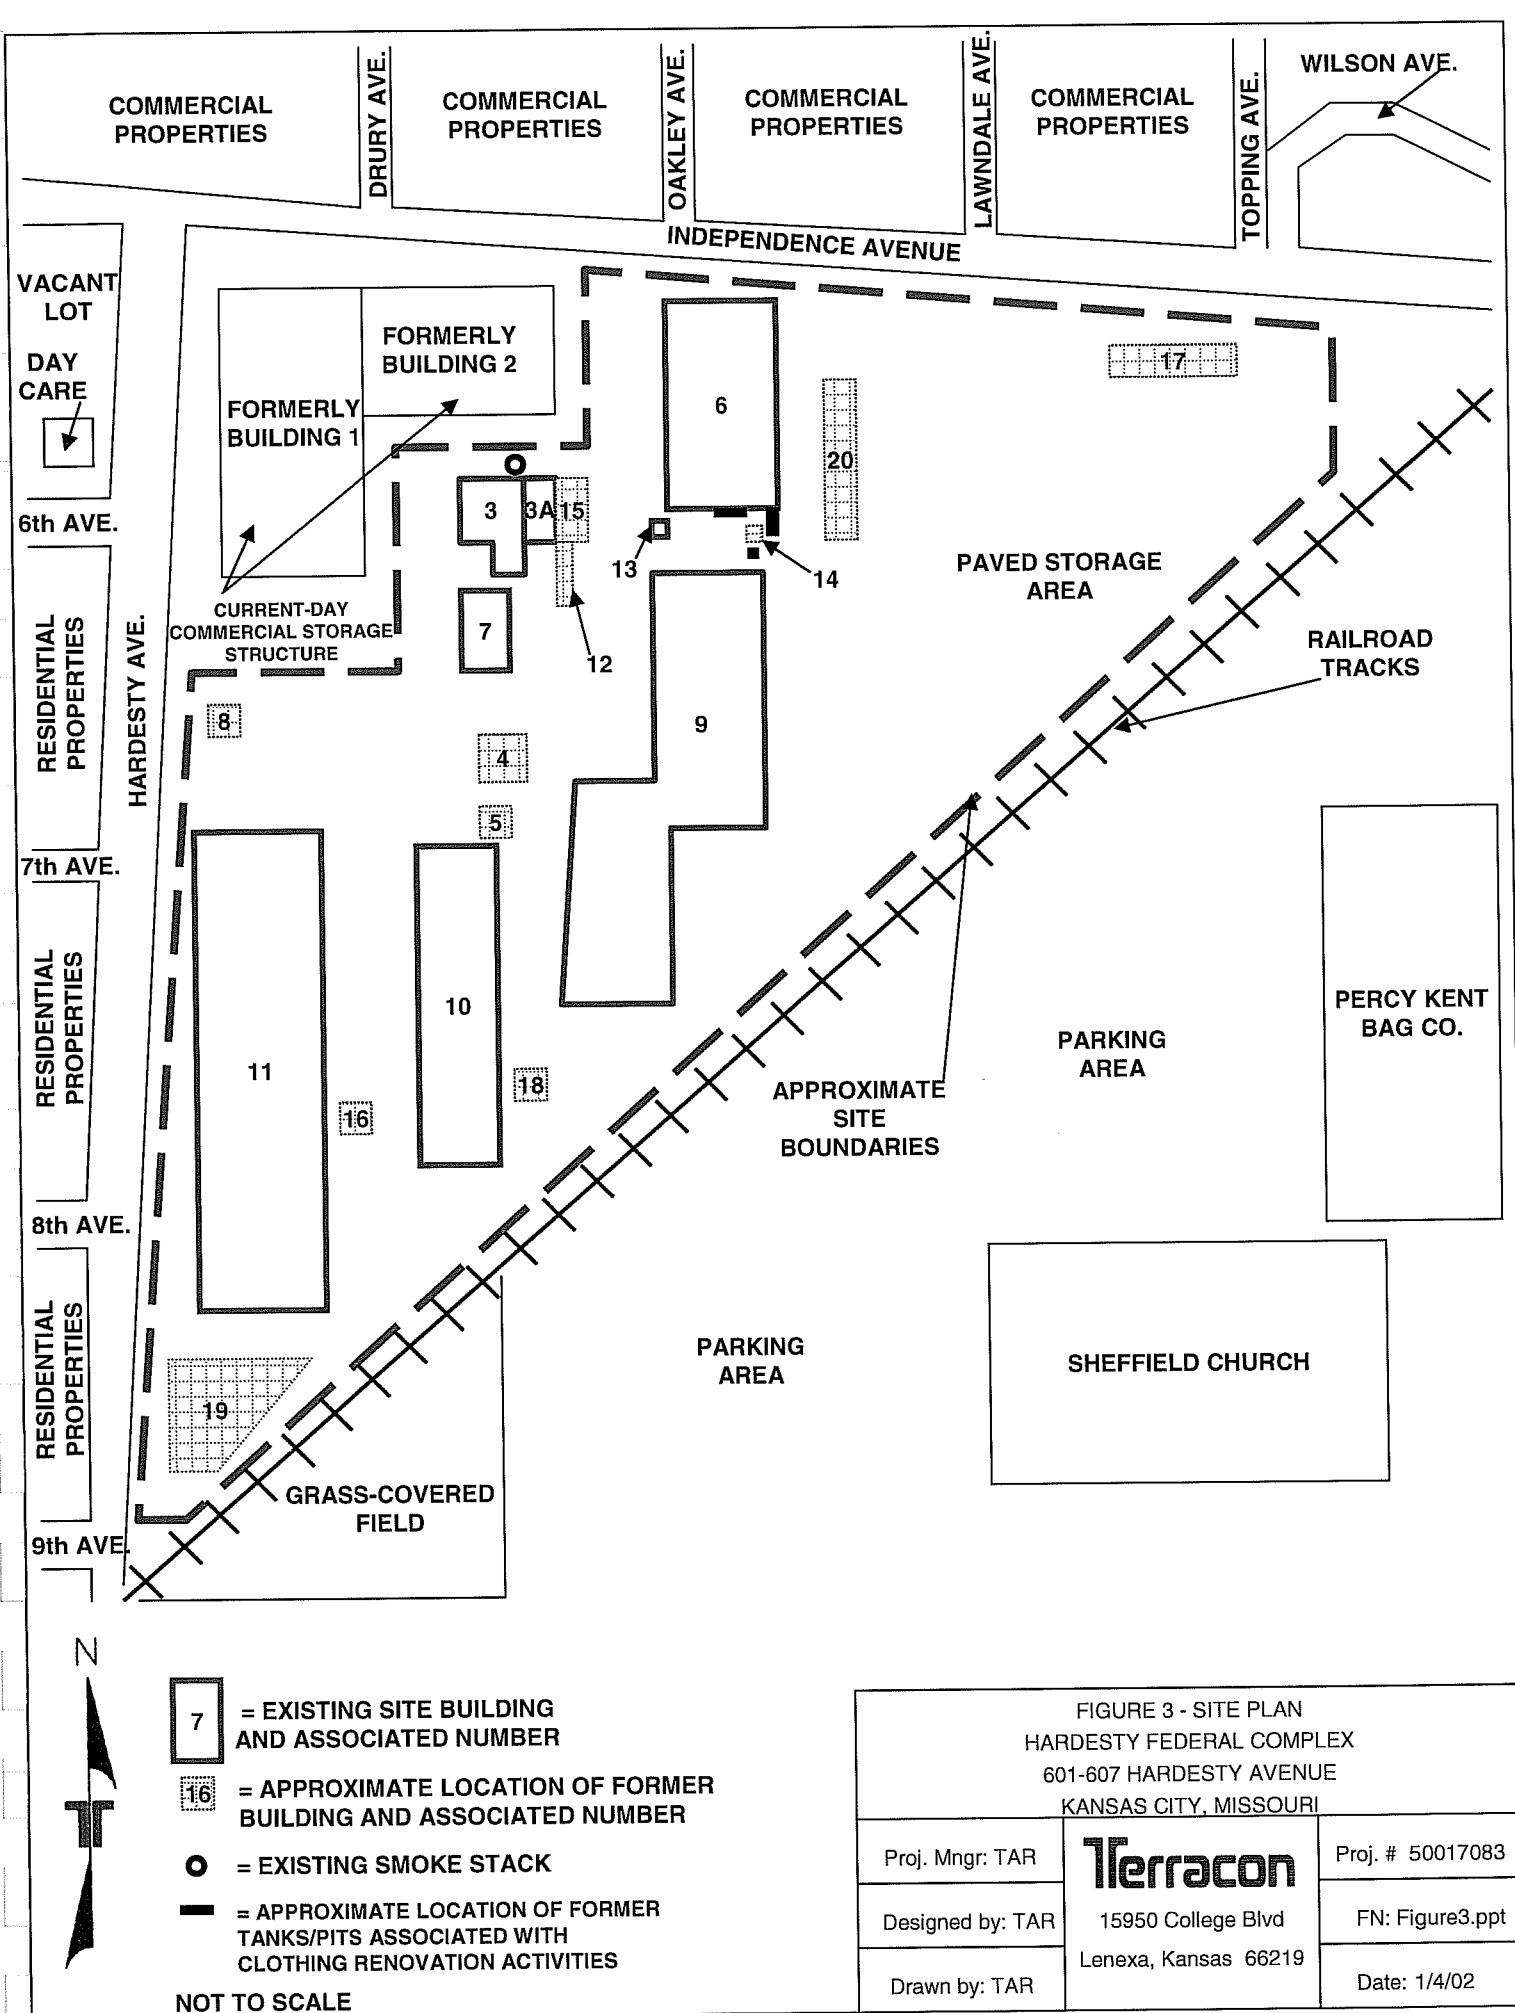 WILSON AVE.
COMMERCIAL
PROPERTIES
DRURY AVE.
COMMERCIAL
PROPERTIES
OAKLEY AVE.
COMMERCIAL
PROPERTIES
LAWNDALE AVE.
COMMERCIAL
PROPERTIES
TOPPING AVE.
INDEPENDENCE AVENUE
VACANT
LOT
DAY
CARE
FORMERLY
BUILDING 2
FORMERLY
BUILDING 1
6
17
20
3
3A
15
6th AVE.
13
14
PAVED STORAGE
AREA
CURRENT-DAY
COMMERCIAL STORAGE
STRUCTURE
7
12
RAILROAD
TRACKS
RESIDENTIAL
PROPERTIES
HARDESTY AVE.
8
4
9
5
7th AVE.
RESIDENTIAL
PROPERTIES
10
11
16
18
PERCY KENT
BAG CO.
PARKING
AREA
APPROXIMATE
SITE
BOUNDARIES
8th AVE.
RESIDENTIAL
PROPERTIES
PARKING
AREA
SHEFFIELD CHURCH
19
GRASS-COVERED
FIELD
9th AVE.
N
7
= EXISTING SITE BUILDING
AND ASSOCIATED NUMBER
16
= APPROXIMATE LOCATION OF FORMER
BUILDING AND ASSOCIATED NUMBER
= EXISTING SMOKE STACK
= APPROXIMATE LOCATION OF FORMER
TANKS/PITS ASSOCIATED WITH
CLOTHING RENOVATION ACTIVITIES
NOT TO SCALE
FIGURE 3 - SITE PLAN
HARDESTY FEDERAL COMPLEX
601-607 HARDESTY AVENUE
KANSAS CITY, MISSOURI
Proj. Mngr: TAR
Designed by: TAR
Drawn by: TAR
Terracon
15950 College Blvd
Lenexa, Kansas 66219
Proj. # 50017083
FN: Figure3.ppt
Date: 1/4/02